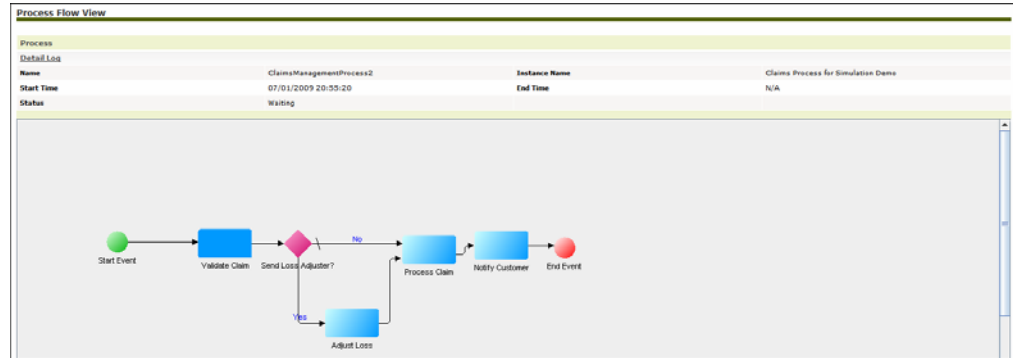 Process Flow View
Process
Detail Log
Name ClaimsManagementProcess2 Instance Name Claims Process for Simulation Demo
Start Time 07/01/2009 20:55:20 End Time N/A
Status Waiting
No
Start Event Validate Claim Send Loss Adjuster? Process Claim Notify Customer End Event
Yes
Adjust Loss